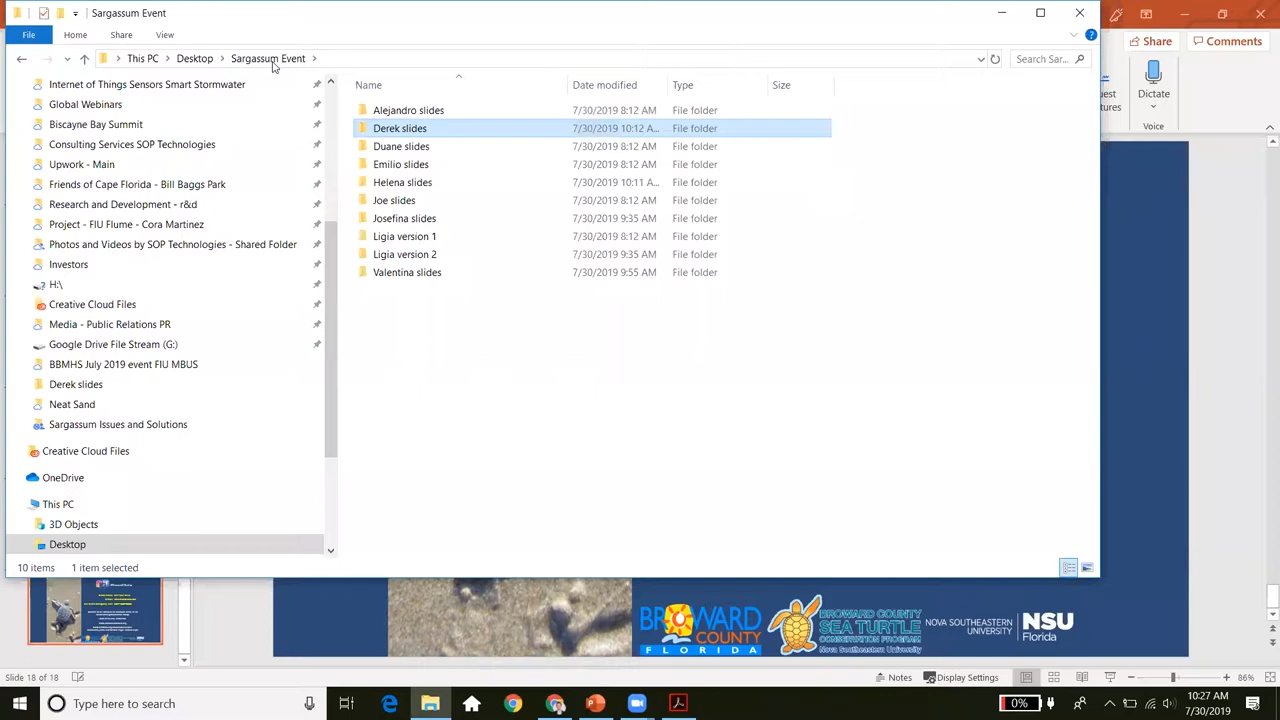 Sargassum Event
File Home Share View
Share Comments
This PC Desktop Sargassum Event
Search Sar...
Dictate
Voice
Name Date modified Type Size
Internet of Things Sensors Smart Stormwater
Global Webinars
Biscayne Bay Summit
Consulting Services SOP Technologies
Upwork - Main
Friends of Cape Florida - Bill Baggs Park
Research and Development - r&d
Project - FIU Flume - Cora Martinez
Photos and Videos by SOP Technologies - Shared Folder
Investors
H:\
Creative Cloud Files
Media - Public Relations PR
Google Drive File Stream (G:)
BBMHS July 2019 event FIU MBUS
Derek slides
Neat Sand
Sargassum Issues and Solutions
Creative Cloud Files
OneDrive
This PC
3D Objects
Desktop
Alejandro slides 7/30/2019 8:12 AM File folder
Derek slides 7/30/2019 10:12 A... File folder
Duane slides 7/30/2019 8:12 AM File folder
Emilio slides 7/30/2019 8:12 AM File folder
Helena slides 7/30/2019 10:11 A... File folder
Joe slides 7/30/2019 8:12 AM File folder
Josefina slides 7/30/2019 9:35 AM File folder
Ligia version 1 7/30/2019 8:12 AM File folder
Ligia version 2 7/30/2019 9:35 AM File folder
Valentina slides 7/30/2019 9:55 AM File folder
10 items 1 item selected
BROWARD
COUNTY
FLORIDA
BROWARD COUNTY
SEA TURTLE
CONSERVATION PROGRAM
Nova Southeastern University
NOVA SOUTHEASTERN
UNIVERSITY
NSU
Florida
Slide 18 of 18
Notes Display Settings 86%
Type here to search
0%
10:27 AM
7/30/2019